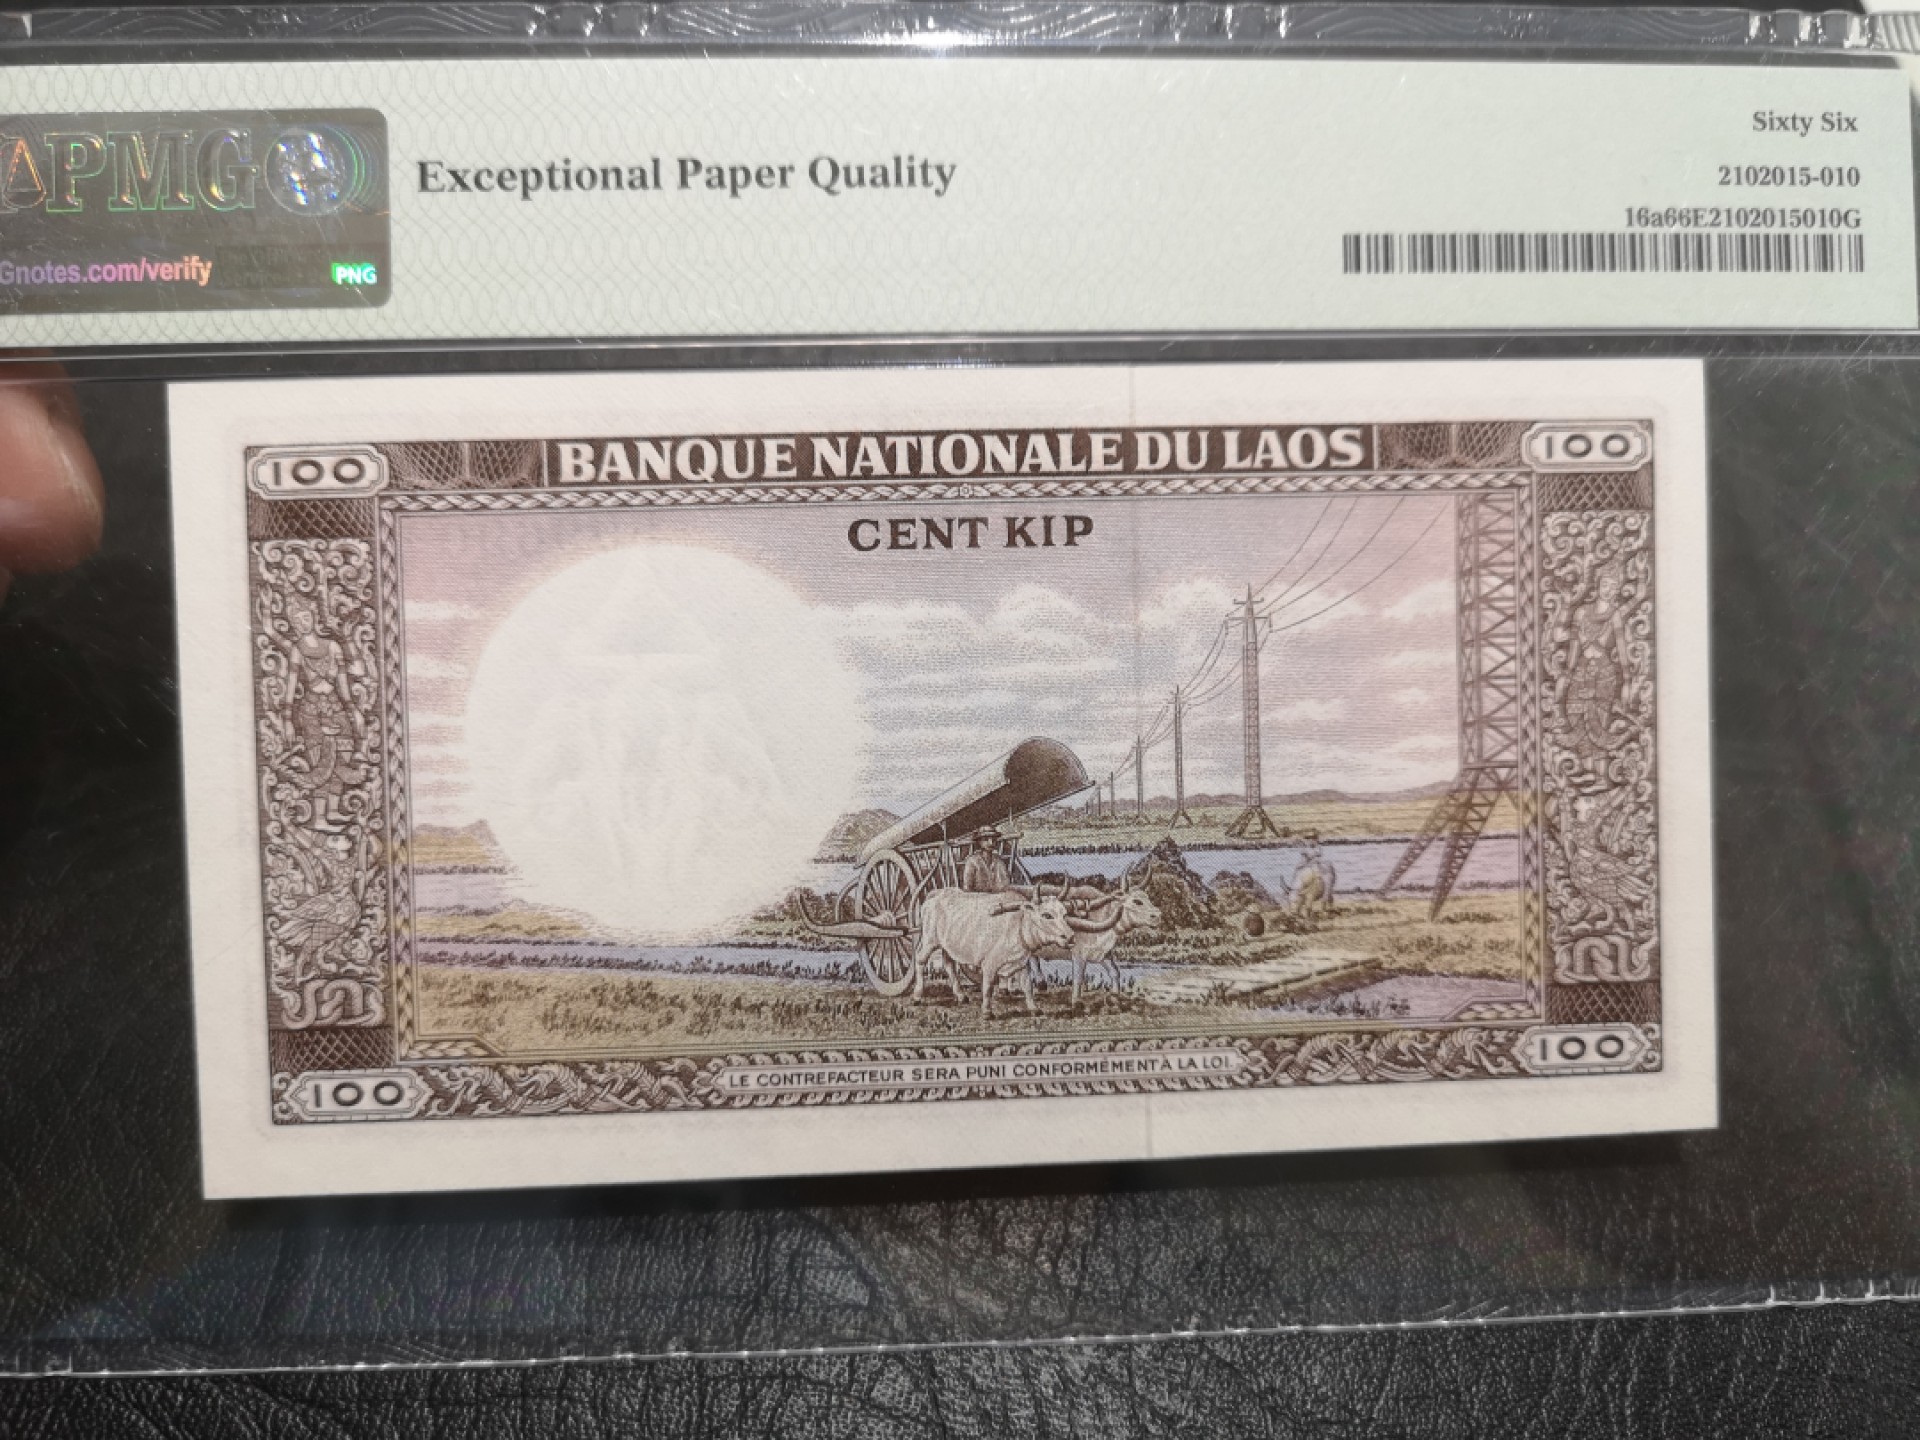 Sixty Six
PMG
Exceptional Paper Quality
2102015-010
16a66E2102015010G
Gnotes.com/verify
PNG
BANQUE NATIONALE DU LAOS
100
100
CENT KIP
LE CONTREFACTEUR SERA PUNI CONFORMÉMENT À LA LOI.
100
100